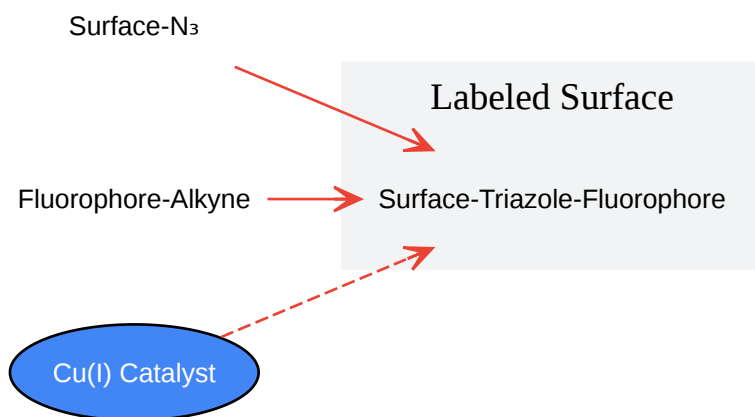 Surface-N₃
Labeled Surface
Fluorophore-Alkyne
Surface-Triazole-Fluorophore
Cu(I) Catalyst